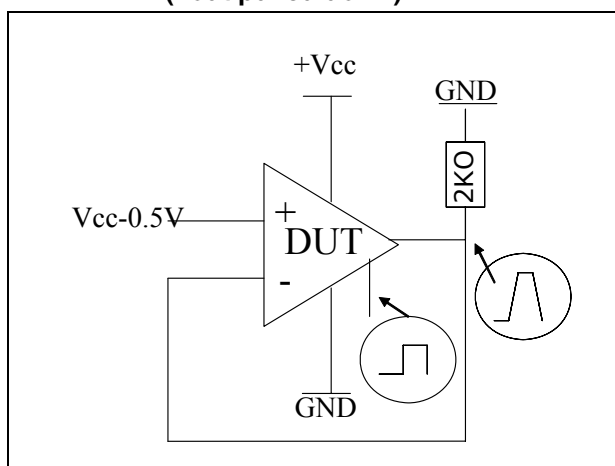 +Vcc
GND
2KO
Vcc-0.5V
+
DUT
-
GND